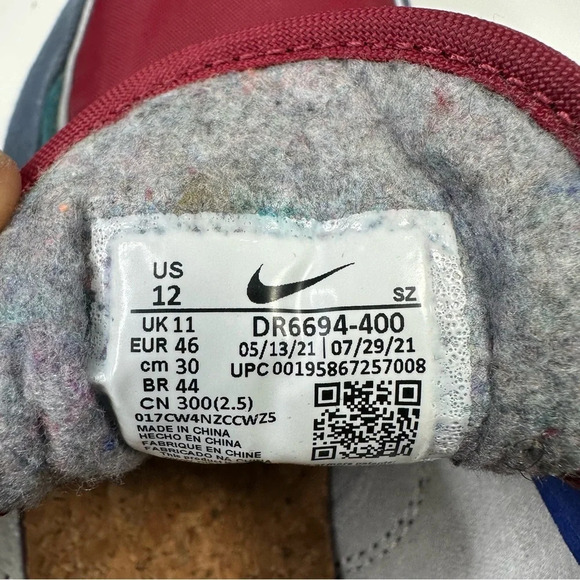 US
12
SZ
UK 11
DR6694-400
EUR 46
05/13/21 | 07/29/21
cm 30
UPC 00195867257008
BR 44
CN 300(2.5)
017CW4NZCCWZ5
MADE IN CHINA
HECHO EN CHINA
FABRIQUE EN CHINE
FABRICADO NA CHINA
This